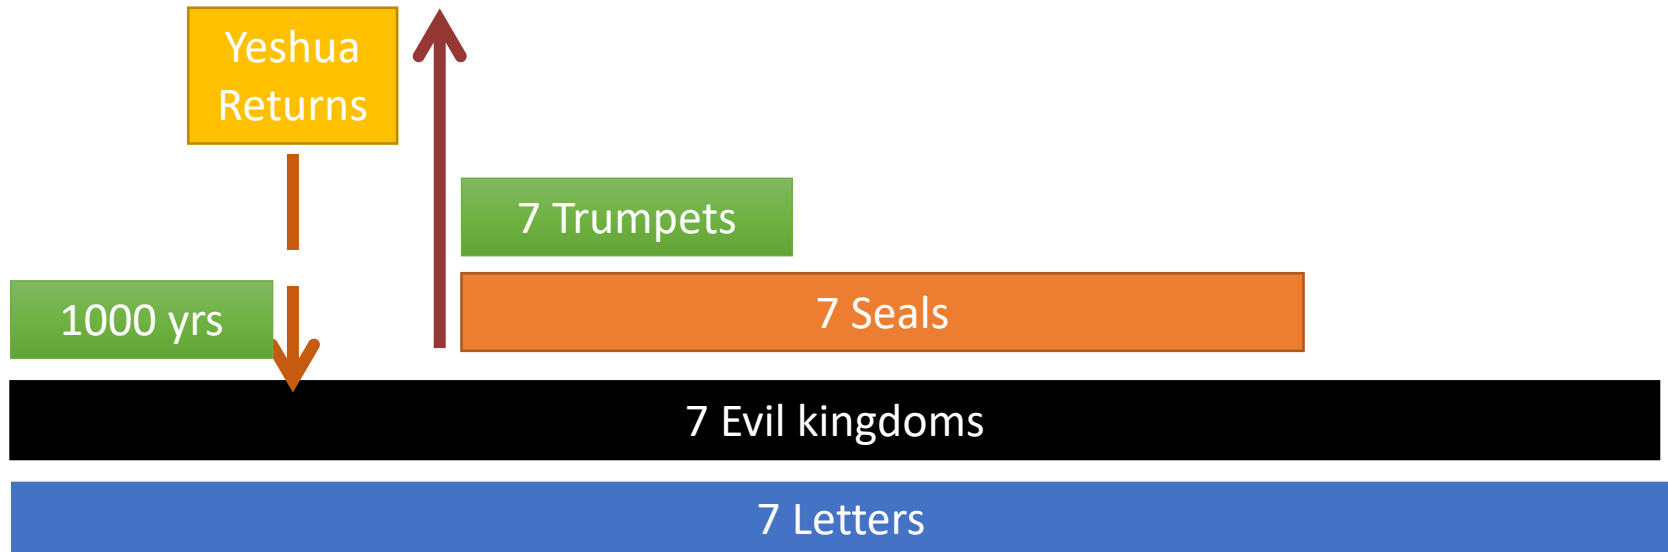 Yeshua
Returns
7 Trumpets
1000 yrs
7 Seals
7 Evil kingdoms
7 Letters